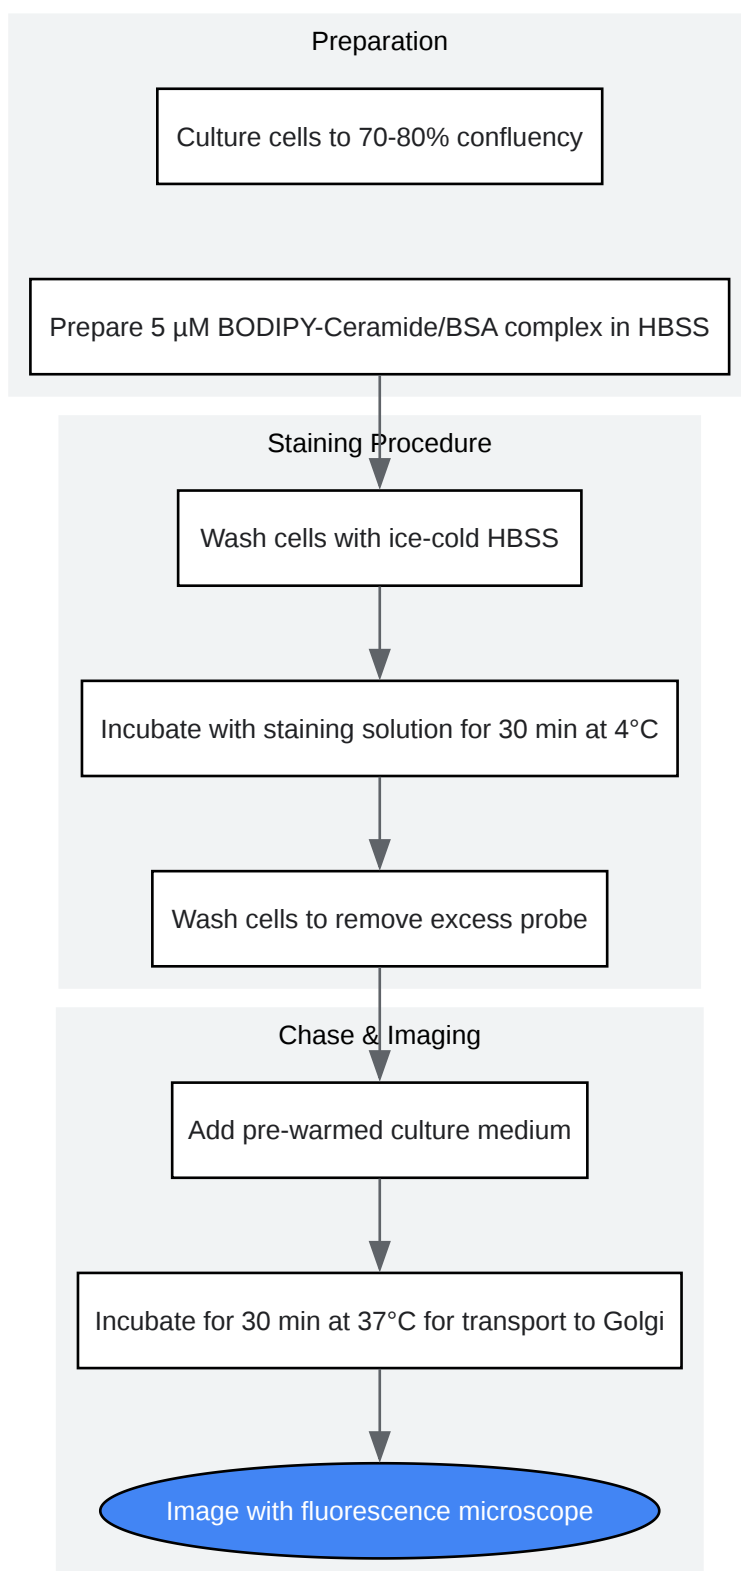 Preparation
Culture cells to 70-80% confluency
Prepare 5 µM BODIPY-Ceramide/BSA complex in HBSS
Staining Procedure
Wash cells with ice-cold HBSS
Incubate with staining solution for 30 min at 4°C
Wash cells to remove excess probe
Chase & Imaging
Add pre-warmed culture medium
Incubate for 30 min at 37°C for transport to Golgi
Image with fluorescence microscope